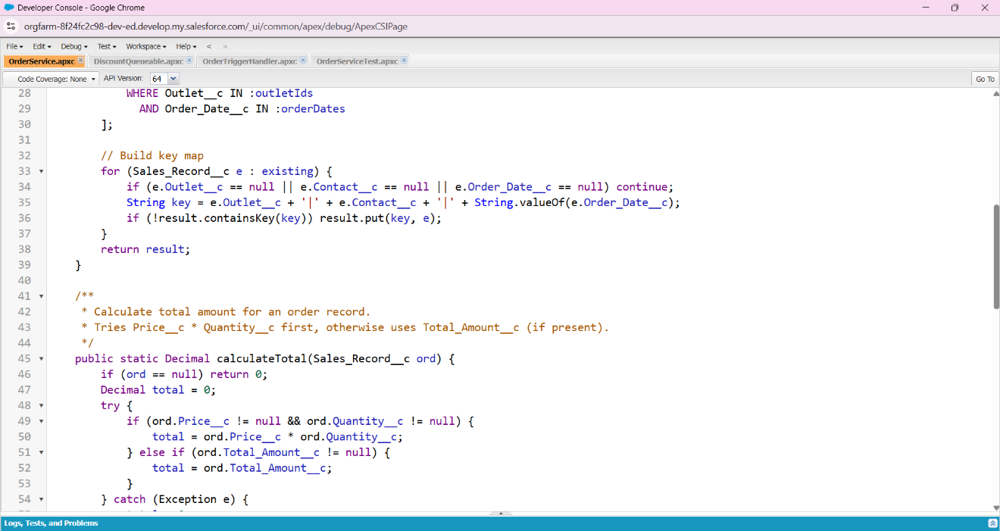 Developer Console - Google Chrome
orgfarm-8f24fc2c98-dev-ed.develop.my.salesforce.com/_ui/common/apex/debug/ApexCSIPage
File Edit Debug Test Workspace Help < >
OrderService.apxc DiscountQueueable.apxc OrderTriggerHandler.apxc OrderServiceTest.apxc
Code Coverage: None API Version: 64 Go To
28 WHERE Outlet__c IN :outletIds
29 AND Order_Date__c IN :orderDates
30 ];
31
32 // Build key map
33 for (Sales_Record__c e : existing) {
34 if (e.Outlet__c == null || e.Contact__c == null || e.Order_Date__c == null) continue;
35 String key = e.Outlet__c + '|' + e.Contact__c + '|' + String.valueOf(e.Order_Date__c);
36 if (!result.containsKey(key)) result.put(key, e);
37 }
38 return result;
39 }
40
41 /**
42 * Calculate total amount for an order record.
43 * Tries Price__c * Quantity__c first, otherwise uses Total_Amount__c (if present).
44 */
45 public static Decimal calculateTotal(Sales_Record__c ord) {
46 if (ord == null) return 0;
47 Decimal total = 0;
48 try {
49 if (ord.Price__c != null && ord.Quantity__c != null) {
50 total = ord.Price__c * ord.Quantity__c;
51 } else if (ord.Total_Amount__c != null) {
52 total = ord.Total_Amount__c;
53 }
54 } catch (Exception e) {
Logs, Tests, and Problems